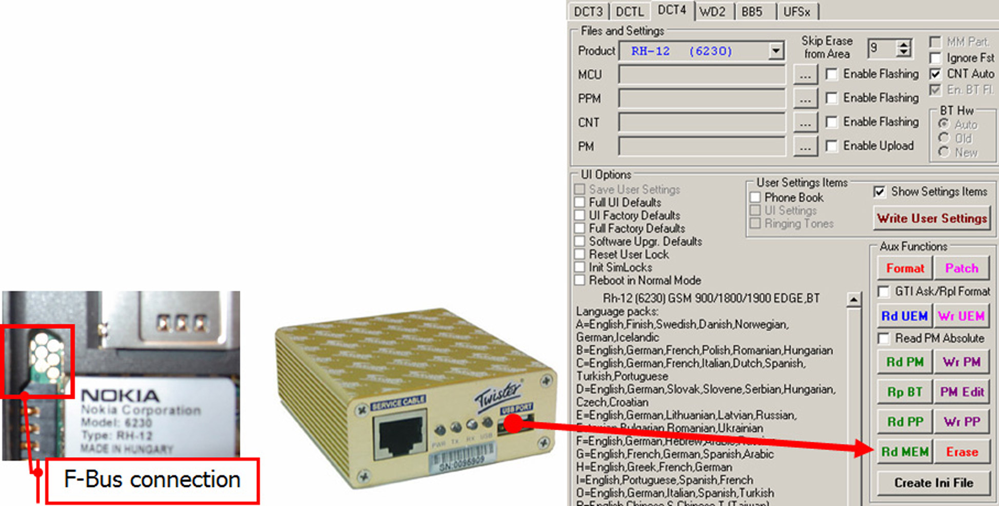 DCT3 DCTL DCT4 WD2 BB5 UFSx
Files and Settings
Product RH-12 (6230)
Skip Erase
from Area
9
MM Part.
Ignore Fst
CNT Auto
En. BT Fl.
MCU ... Enable Flashing
PPM ... Enable Flashing
CNT ... Enable Flashing
PM ... Enable Upload
BT Hw
Auto
Old
New
UI Options
Save User Settings
Full UI Defaults
UI Factory Defaults
Full Factory Defaults
Software Upgr. Defaults
Reset User Lock
Init SimLocks
Reboot in Normal Mode
User Settings Items
Phone Book
UI Settings
Ringing Tones
Show Settings Items
Write User Settings
Aux Functions
Format Patch
GTI Ask/Rpl Format
Rd UEM Wr UEM
Read PM Absolute
Rd PM Wr PM
Rp BT PM Edit
Rd PP Wr PP
Rd MEM Erase
Create Ini File
Rh-12 (6230) GSM 900/1800/1900 EDGE,BT
Language packs:
A=English,Finish,Swedish,Danish,Norwegian,
German,Icelandic
B=English,German,French,Polish,Romanian,Hungarian
C=English,German,French,Italian,Dutch,Spanish,
Turkish,Portuguese
D=English,German,Slovak,Slovene,Serbian,Hungarian,
Czech,Croatian
E=English,German,Lithuanian,Latvian,Russian,
Estonian,Bulgarian,Romanian,Ukrainian
F=English,German,Hebrew,Arabic,Russian
G=English,French,German,Spanish,Arabic
H=English,Greek,French,German
I=English,Portuguese,Spanish,French
O=English,German,Italian,Spanish,Turkish
R=English,Chinese S,Chinese T (Taiwan)
NOKIA
Nokia Corporation
Model: 6230
Type: RH-12
MADE IN HUNGARY
F-Bus connection
Twister
SERVICE CABLE
USB PORT
PWR TX RX USB
SN:0096909